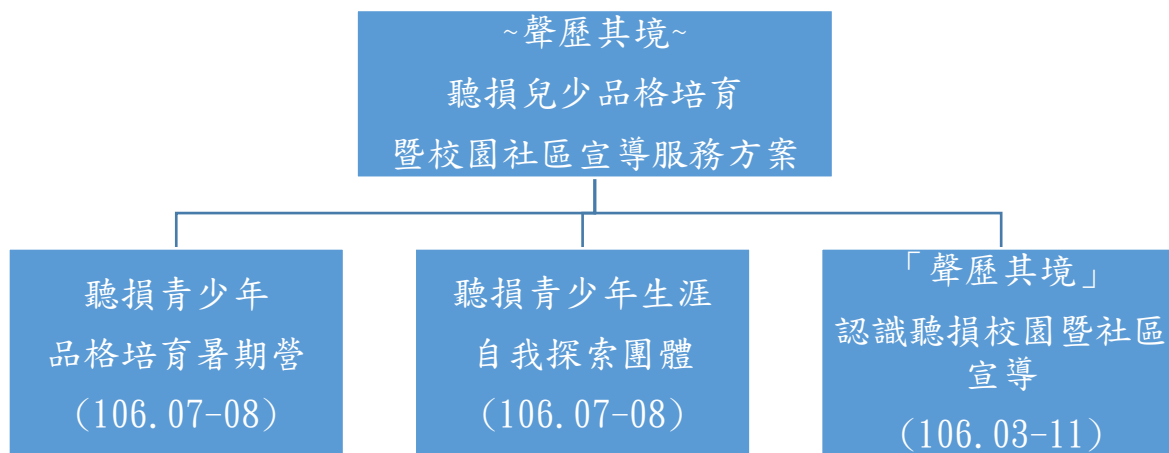 ~聲歷其境~
聽損兒少品格培育
暨校園社區宣導服務方案
聽損青少年
品格培育暑期營
(106.07-08)
聽損青少年生涯
自我探索團體
(106.07-08)
「聲歷其境」
認識聽損校園暨社區
宣導
(106.03-11)